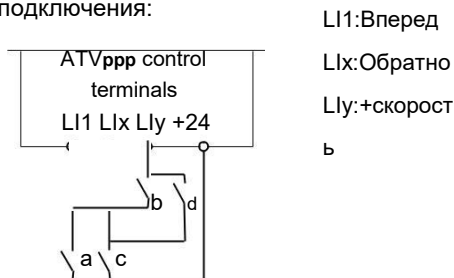 подключения:
ATVppp control
terminals
LI1 LIx LIy +24
b
d
a
c
LI1:Вперед
LIx:Обратно
LIy:+скорост
ь